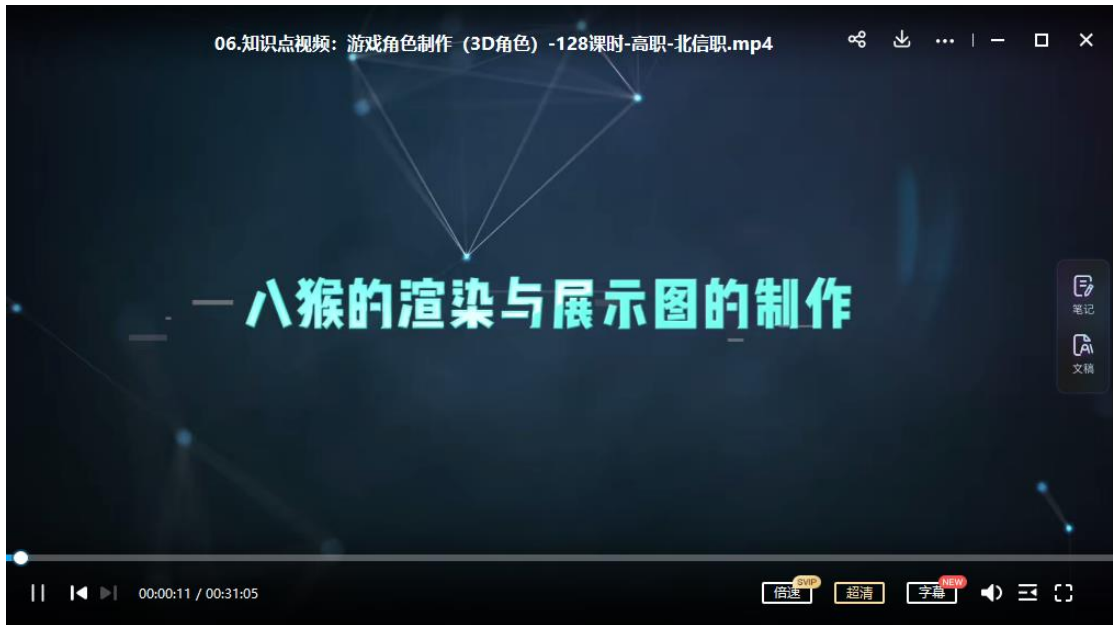 06.知识点视频：游戏角色制作（3D角色）-128课时-高职-北信职.mp4
八猴的渲染与展示图的制作
笔记
AI
文稿
00:00:11 / 00:31:05
倍速
SVIP
超清
字幕
NEW